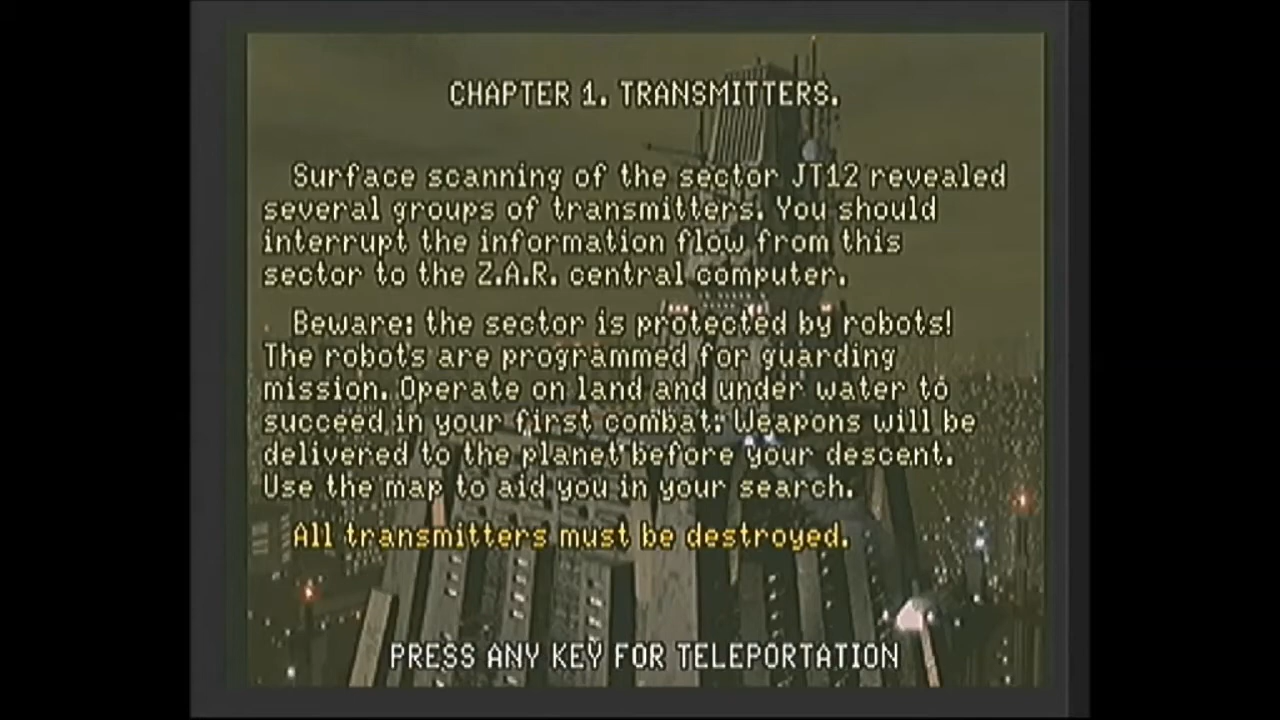 CHAPTER 1. TRANSMITTERS.
Surface scanning of the sector JT12 revealed
several groups of transmitters. You should
interrupt the information flow from this
sector to the Z.A.R. central computer.
Beware: the sector is protected by robots!
The robots are programmed for guarding
mission. Operate on land and under water to
succeed in your first combat. Weapons will be
delivered to the planet before your descent.
Use the map to aid you in your search.
All transmitters must be destroyed.
PRESS ANY KEY FOR TELEPORTATION